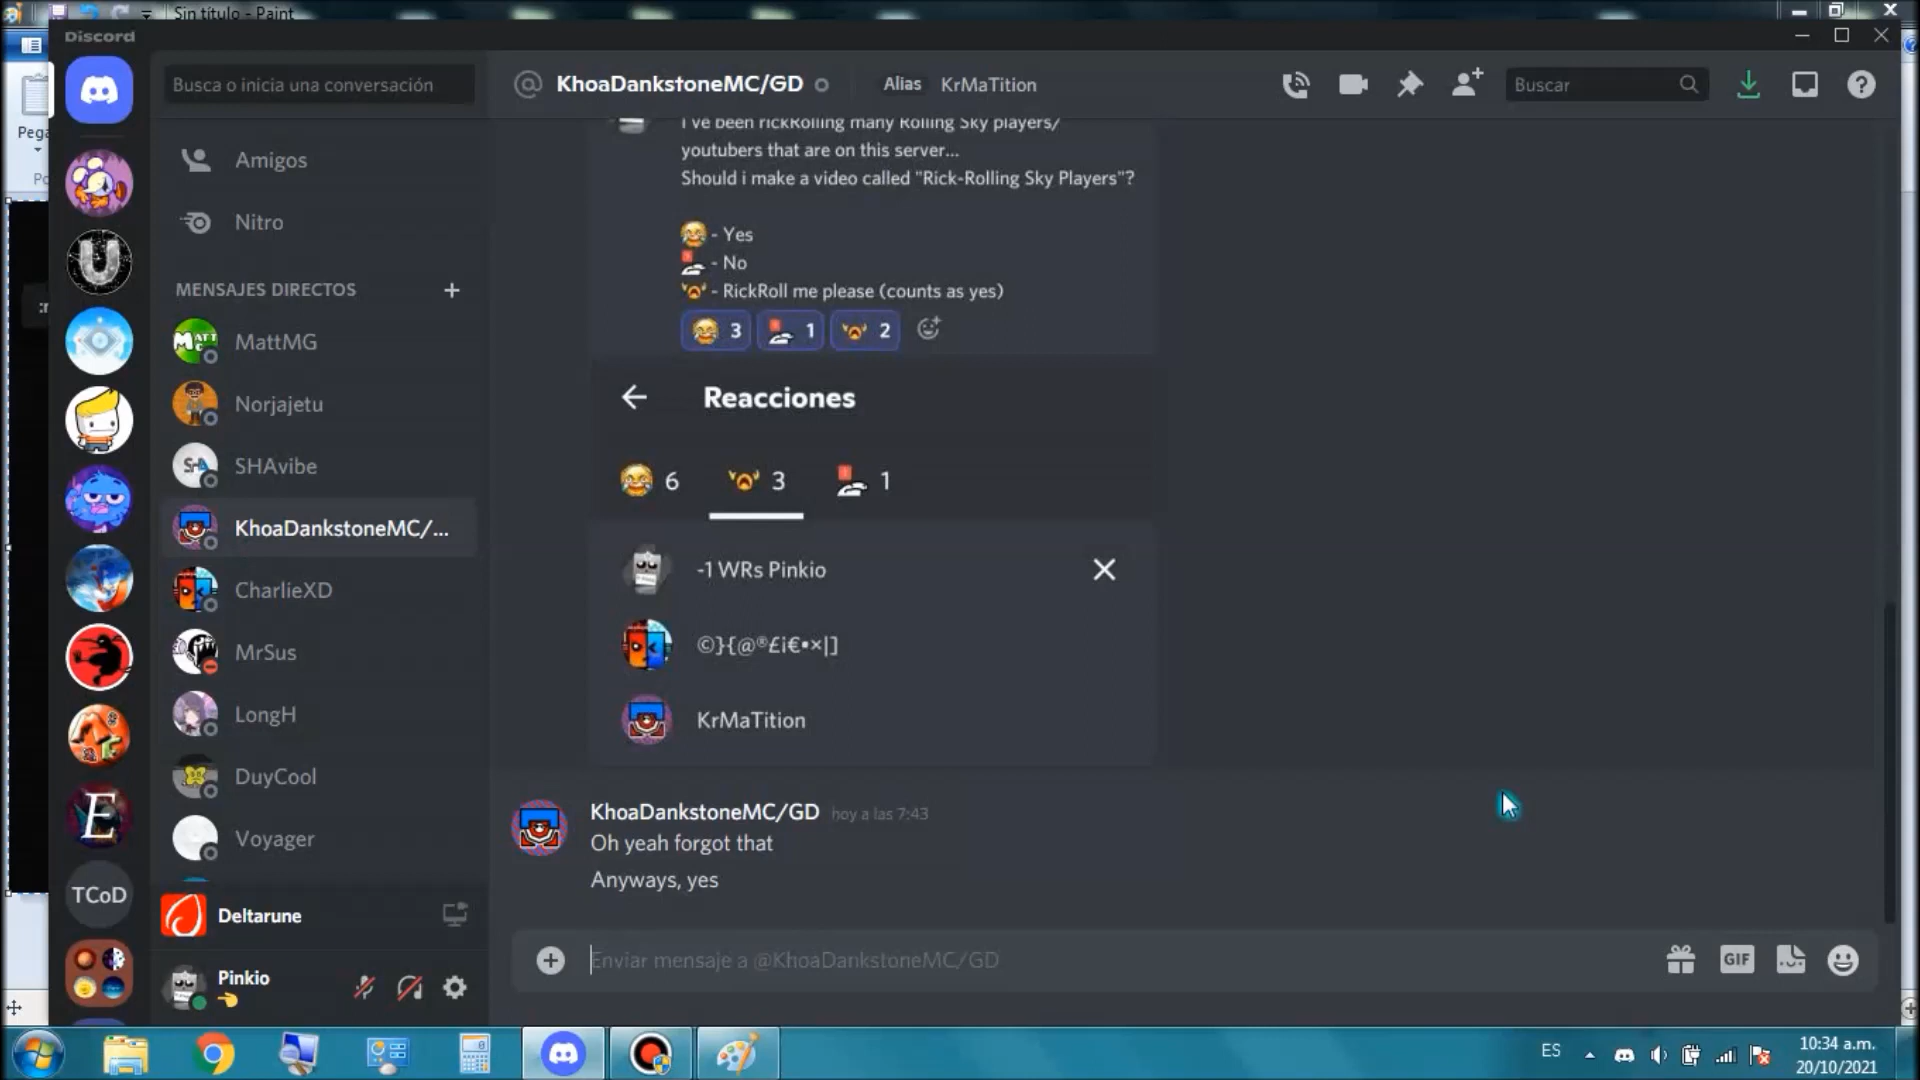 Sin título - Paint
Discord
Pega
Busca o inicia una conversación
KhoaDankstoneMC/GD
Alias
KrMaTition
Buscar
Amigos
Nitro
MENSAJES DIRECTOS
MattMG
Norjajetu
SHAvibe
KhoaDankstoneMC/...
CharlieXD
MrSus
LongH
DuyCool
Voyager
TCoD
Deltarune
Pinkio
I've been rickRolling many Rolling Sky players/
youtubers that are on this server...
Should i make a video called "Rick-Rolling Sky Players"?
- Yes
- No
- RickRoll me please (counts as yes)
3 1 2
Reacciones
6 3 1
-1 WRs Pinkio
©}{@®£¡€•×|]
KrMaTition
KhoaDankstoneMC/GD hoy a las 7:43
Oh yeah forgot that
Anyways, yes
Enviar mensaje a @KhoaDankstoneMC/GD
GIF
ES
10:34 a.m.
20/10/2021